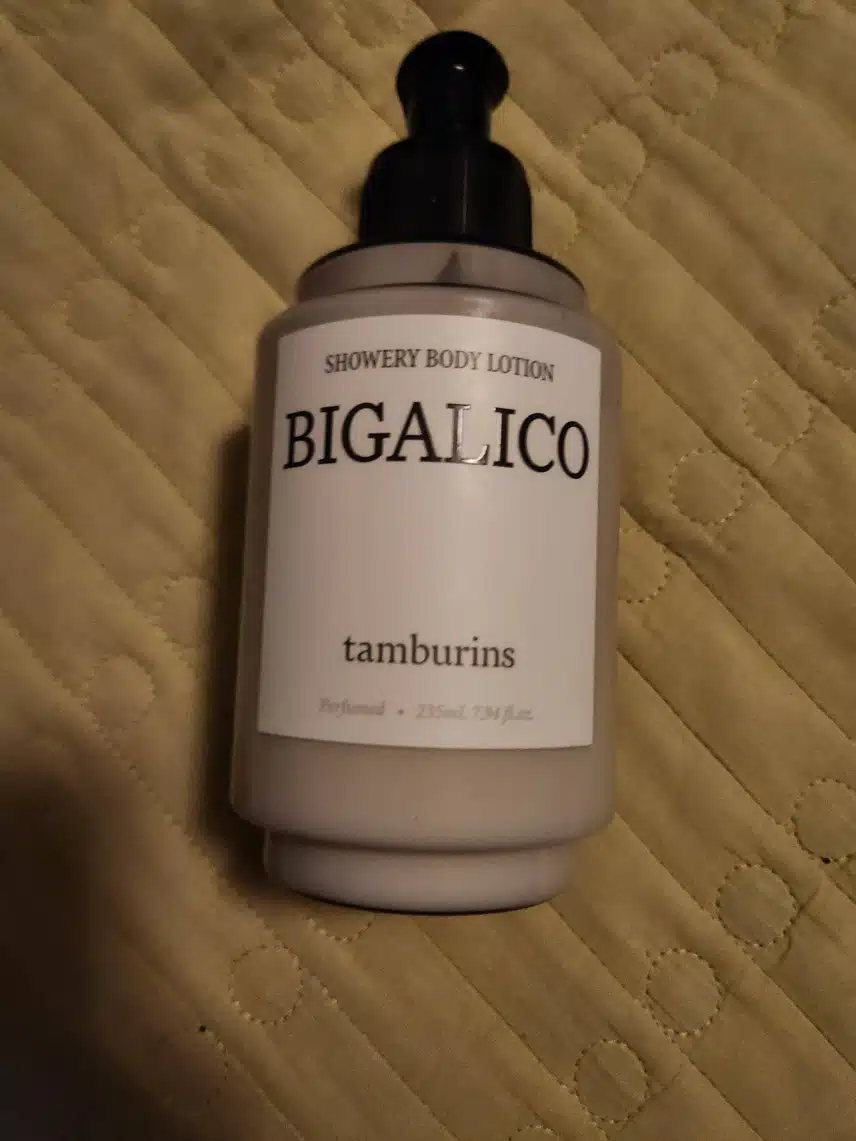 SHOWERY BODY LOTION
BIGALICO
tamburins
Perfumed • 235ml, 7.94 fl.oz.